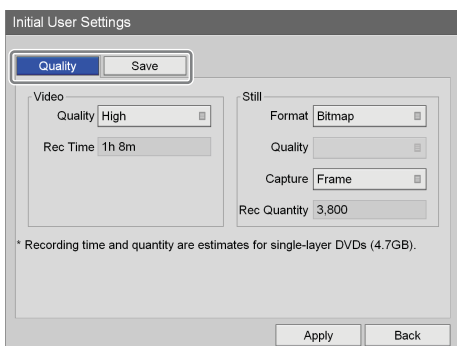 Initial User Settings
Quality Save
Video
Quality High
Rec Time 1h 8m
Still
Format Bitmap
Quality
Capture Frame
Rec Quantity 3,800
* Recording time and quantity are estimates for single-layer DVDs (4.7GB).
Apply Back